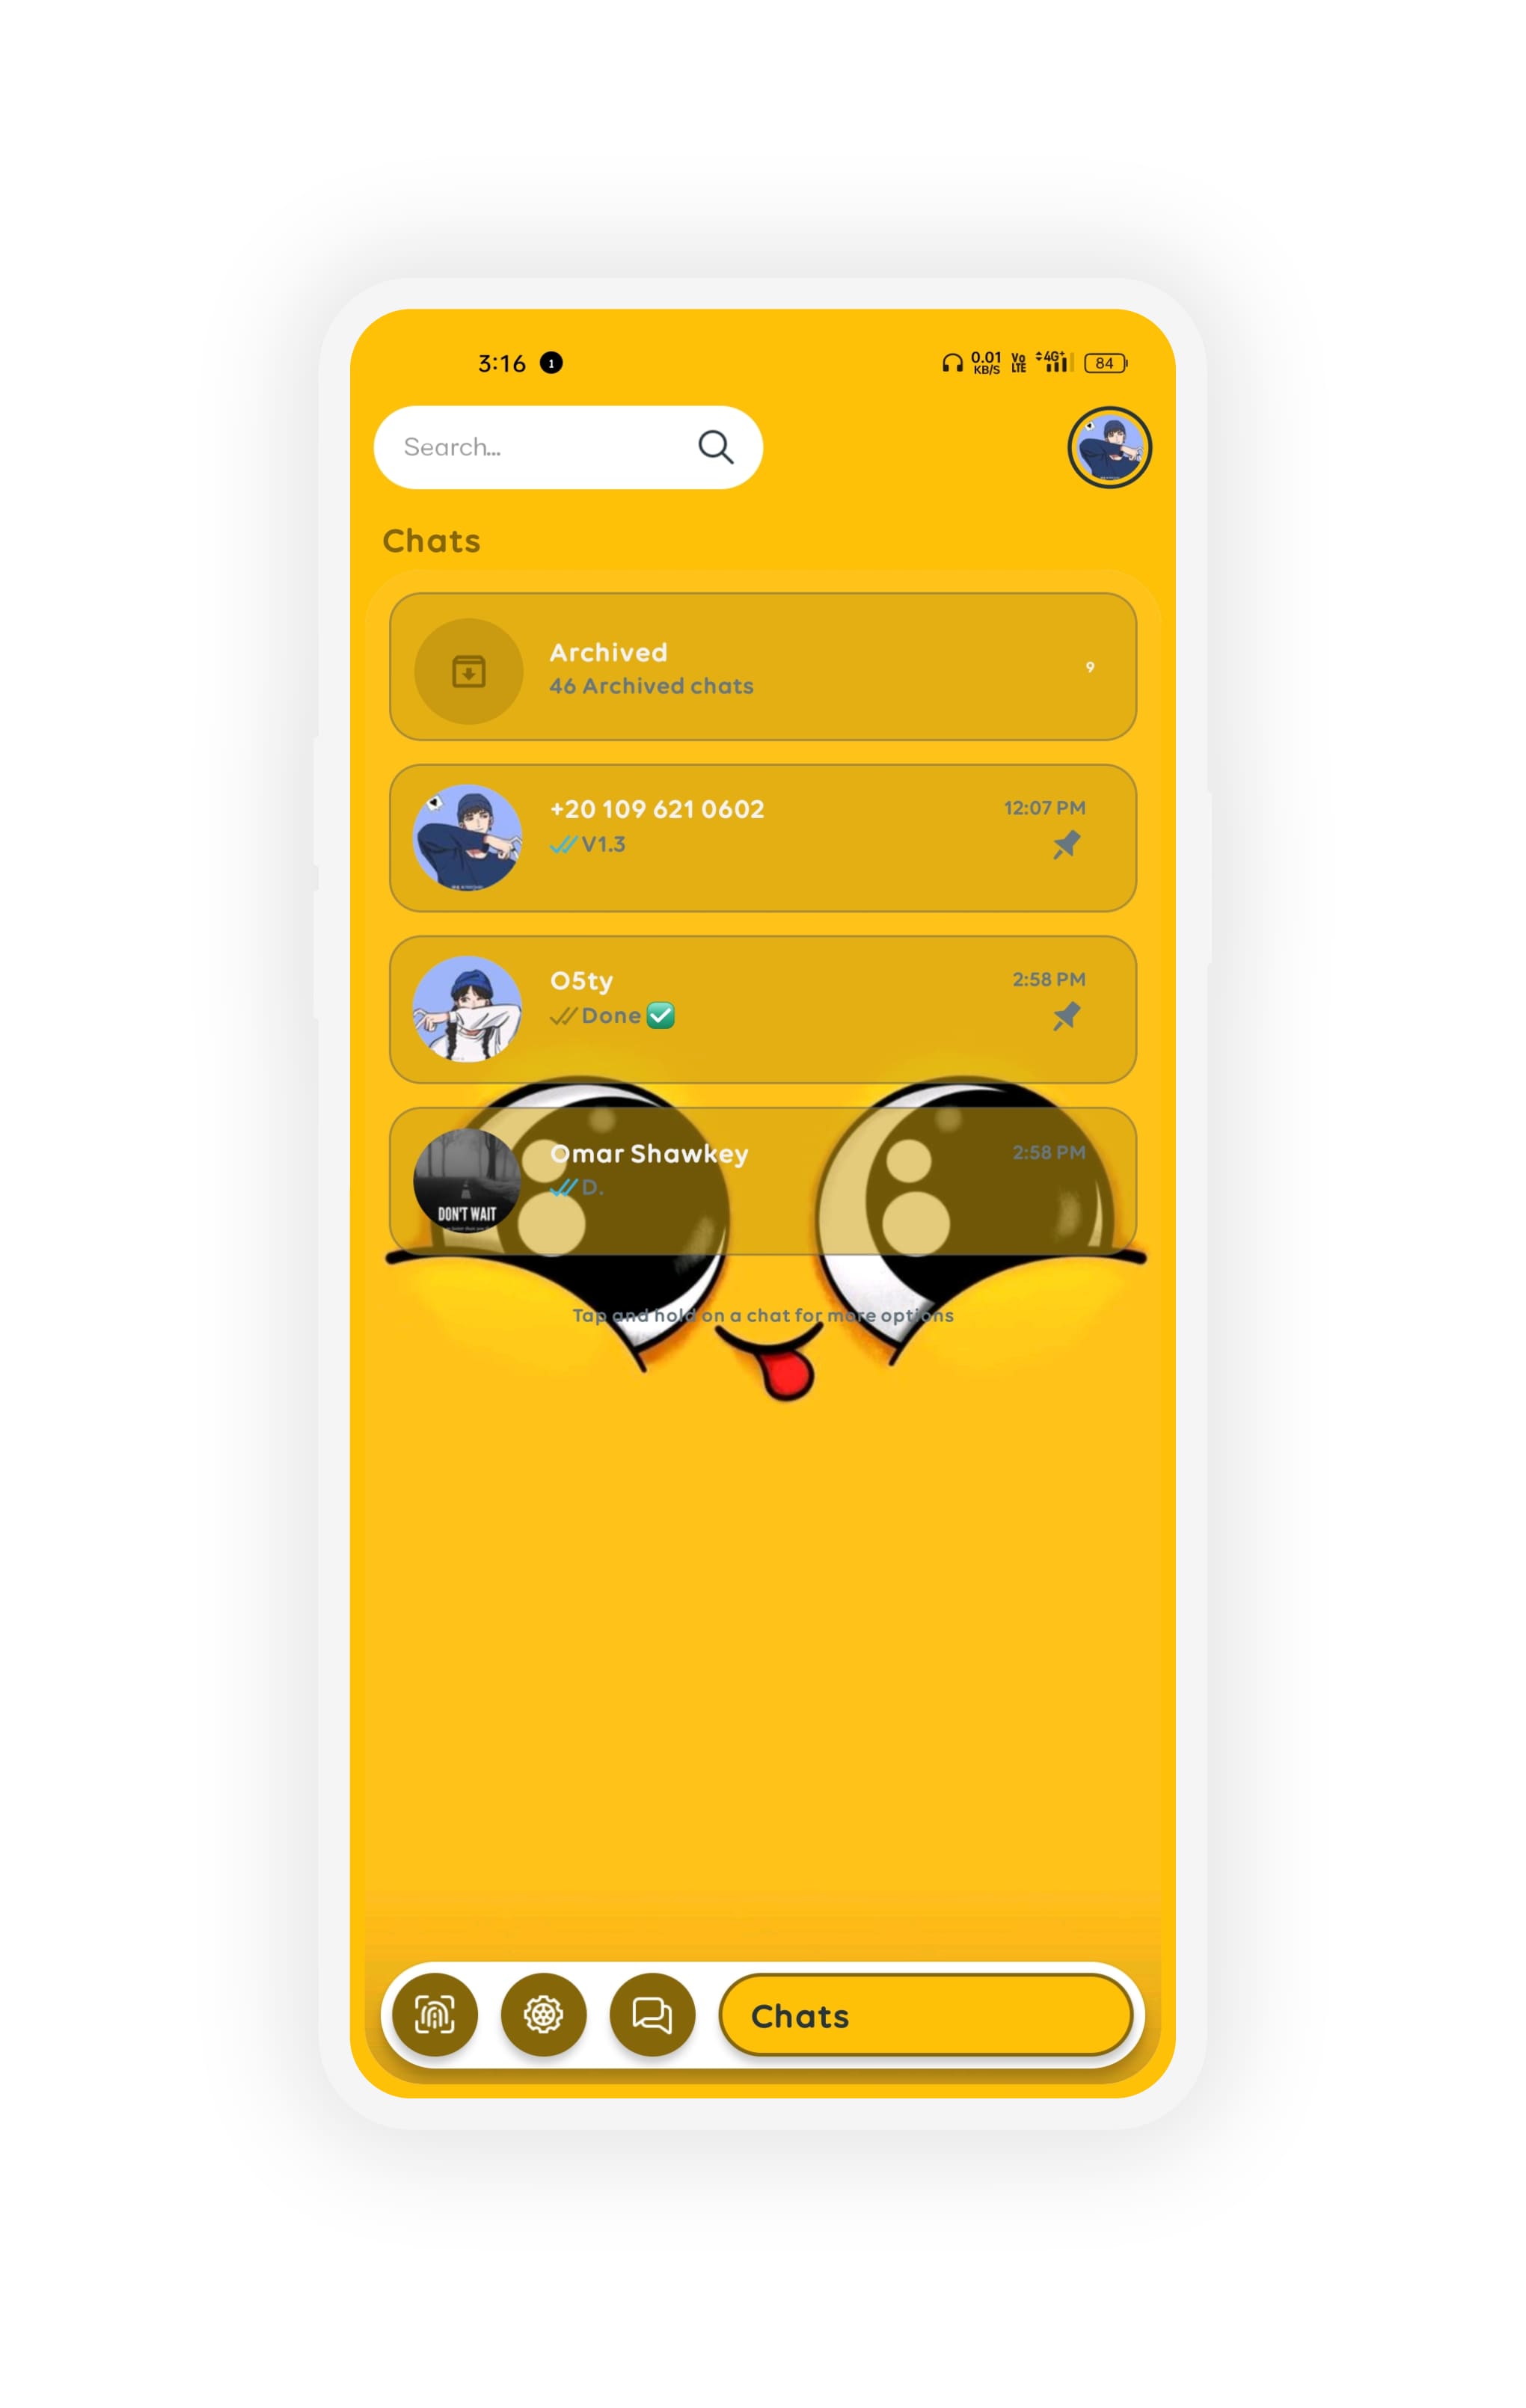 3:16 1 0.01 KB/S Vo LTE 4G+ 84
Search...
Chats
Archived 9
46 Archived chats
+20 109 621 0602 12:07 PM
V1.3
O5ty 2:58 PM
Done
Omar Shawkey 2:58 PM
D.
DON'T WAIT
Tap and hold on a chat for more options
Chats